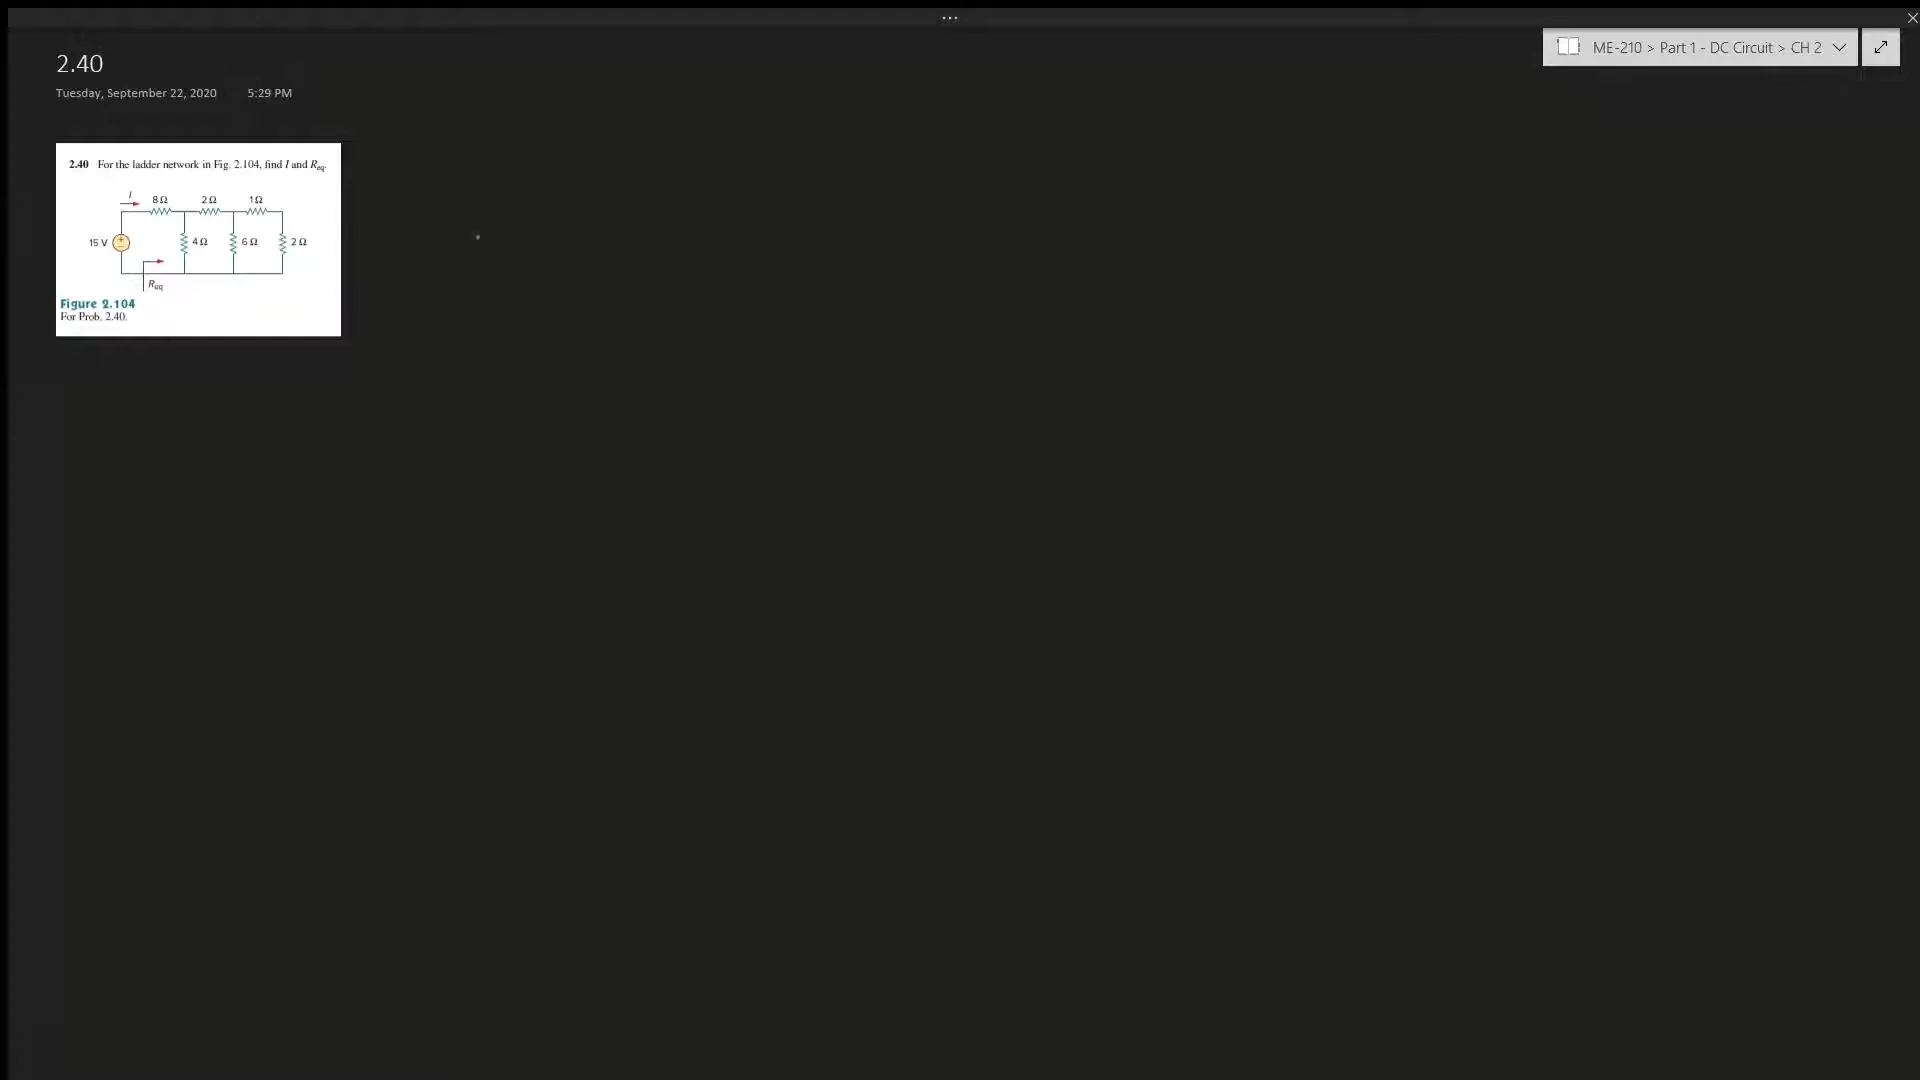 ...
ME-210 > Part 1 - DC Circuit > CH 2
2.40
Tuesday, September 22, 2020 5:29 PM
2.40 For the ladder network in Fig. 2.104, find I and Req.
I
8 Ω 2 Ω 1 Ω
15 V + − 4 Ω 6 Ω 2 Ω
Req
Figure 2.104
For Prob. 2.40.